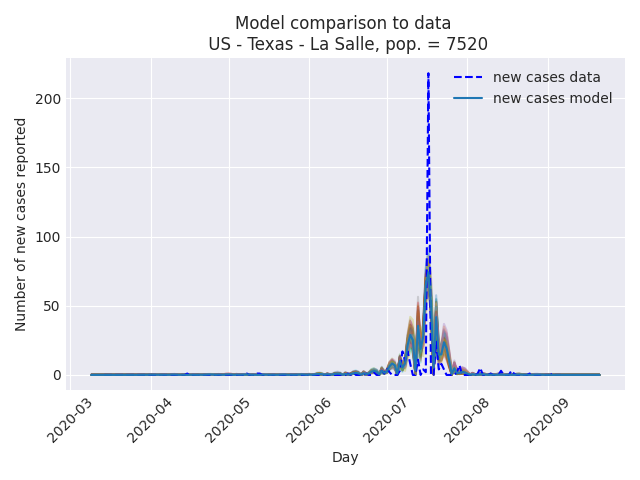 Model comparison to data
US - Texas - La Salle, pop. = 7520
new cases data
new cases model
Number of new cases reported
200
150
100
50
0
2020-03
2020-04
2020-05
2020-06
2020-07
2020-08
2020-09
Day